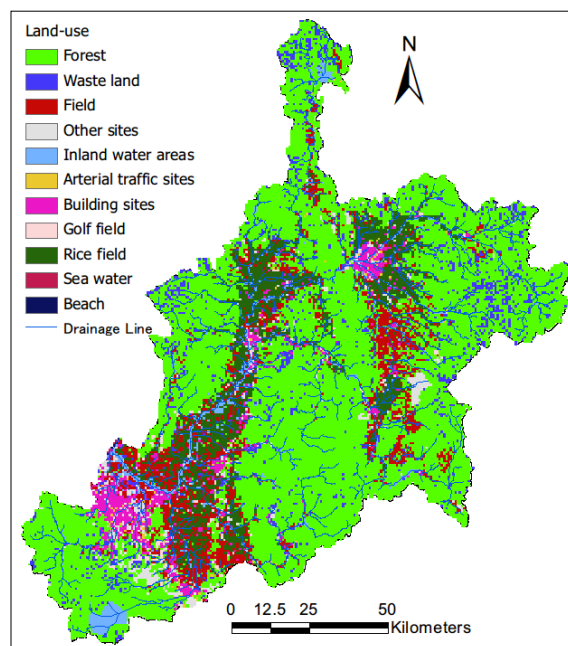 Land-use
Forest
Waste land
Field
Other sites
Inland water areas
Arterial traffic sites
Building sites
Golf field
Rice field
Sea water
Beach
Drainage Line
N
0 12.5 25 50
Kilometers